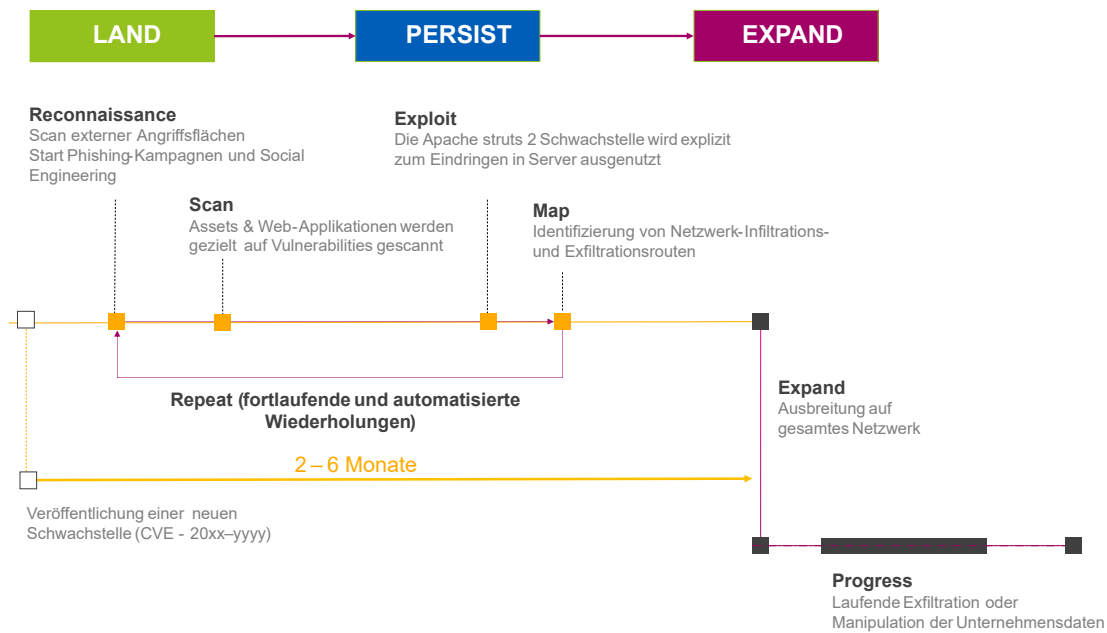 LAND
PERSIST
EXPAND
Reconnaissance
Scan externer Angriffsflächen
Start Phishing-Kampagnen und Social
Engineering
Exploit
Die Apache struts 2 Schwachstelle wird explizit
zum Eindringen in Server ausgenutzt
Scan
Assets & Web-Applikationen werden
gezielt auf Vulnerabilities gescannt
Map
Identifizierung von Netzwerk-Infiltrations-
und Exfiltrationsrouten
Repeat (fortlaufende und automatisierte
Wiederholungen)
Expand
Ausbreitung auf
gesamtes Netzwerk
2 – 6 Monate
Veröffentlichung einer neuen
Schwachstelle (CVE - 20xx–yyyy)
Progress
Laufende Exfiltration oder
Manipulation der Unternehmensdaten